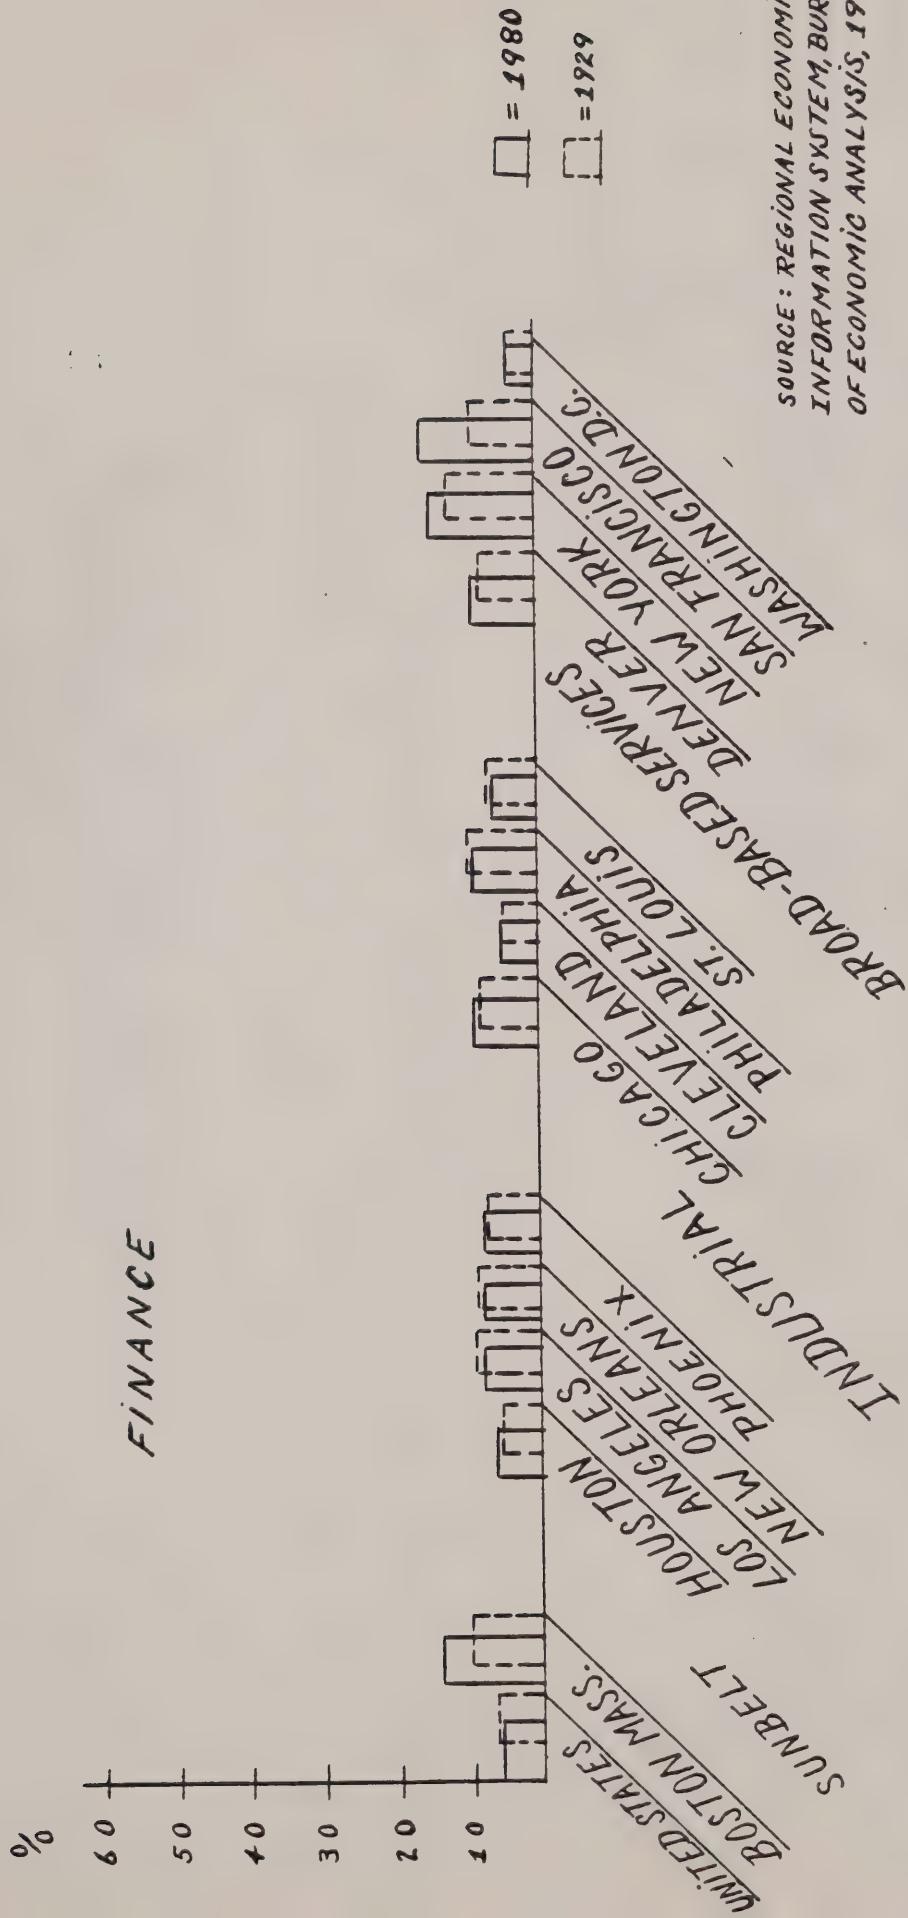 FINANCE
%
60
50
40
30
20
10
= 1980
= 1929
UNITED STATES
BOSTON MASS.
SUNBELT
HOUSTON
LOS ANGELES
NEW ORLEANS
PHOENIX
INDUSTRIAL
CHICAGO
CLEVELAND
PHILADELPHIA
ST. LOUIS
BROAD-BASED SERVICES
DENVER
NEW YORK
SAN FRANCISCO
WASHINGTON D.C.
SOURCE: REGIONAL ECONOMI
INFORMATION SYSTEM, BUR
OF ECONOMIC ANALYSIS, 19